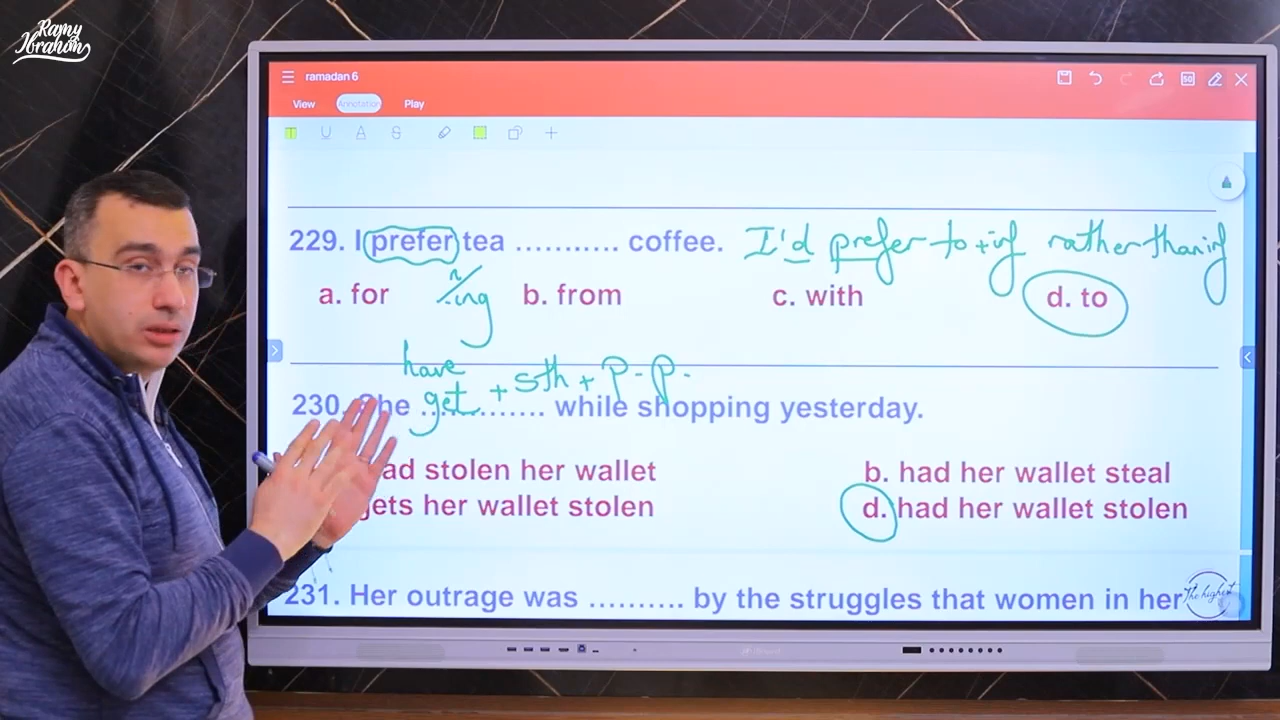 Ramy
Ibrahim
ramadan 6
View Annotation Play
229. I prefer tea ........... coffee. I'd prefer to + inf rather than inf
a. for n/-ing b. from c. with d. to
have
get + sth + p.p.
230. She ............ while shopping yesterday.
ad stolen her wallet b. had her wallet steal
gets her wallet stolen d. had her wallet stolen
231. Her outrage was .......... by the struggles that women in her